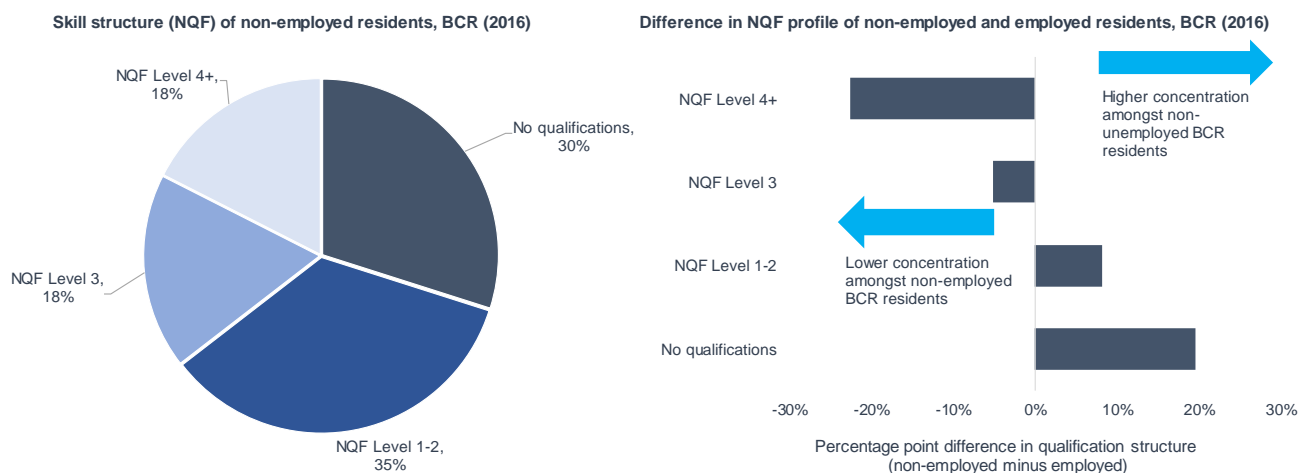 Skill structure (NQF) of non-employed residents, BCR (2016)
NQF Level 4+,
18%
No qualifications,
30%
NQF Level 3,
18%
NQF Level 1-2,
35%
Difference in NQF profile of non-employed and employed residents, BCR (2016)
NQF Level 4+
Higher concentration
amongst non-
unemployed BCR
residents
NQF Level 3
NQF Level 1-2
Lower concentration
amongst non-employed
BCR residents
No qualifications
-30%
-20%
-10%
0%
10%
20%
30%
Percentage point difference in qualification structure
(non-employed minus employed)